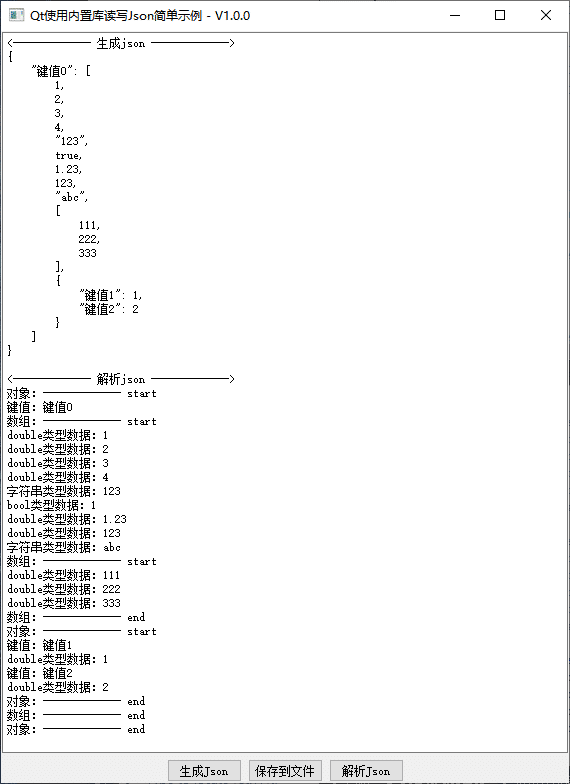 Qt使用内置库读写Json简单示例 - V1.0.0
<———————— 生成json ————————>
{
    "键值0": [
        1,
        2,
        3,
        4,
        "123",
        true,
        1.23,
        123,
        "abc",
        [
            111,
            222,
            333
        ],
        {
            "键值1": 1,
            "键值2": 2
        }
    ]
}
<———————— 解析json ————————>
对象：———————— start
键值：键值0
数组：———————— start
double类型数据：1
double类型数据：2
double类型数据：3
double类型数据：4
字符串类型数据：123
bool类型数据：1
double类型数据：1.23
double类型数据：123
字符串类型数据：abc
数组：———————— start
double类型数据：111
double类型数据：222
double类型数据：333
数组：———————— end
对象：———————— start
键值：键值1
double类型数据：1
键值：键值2
double类型数据：2
对象：———————— end
数组：———————— end
对象：———————— end
生成Json 保存到文件 解析Json